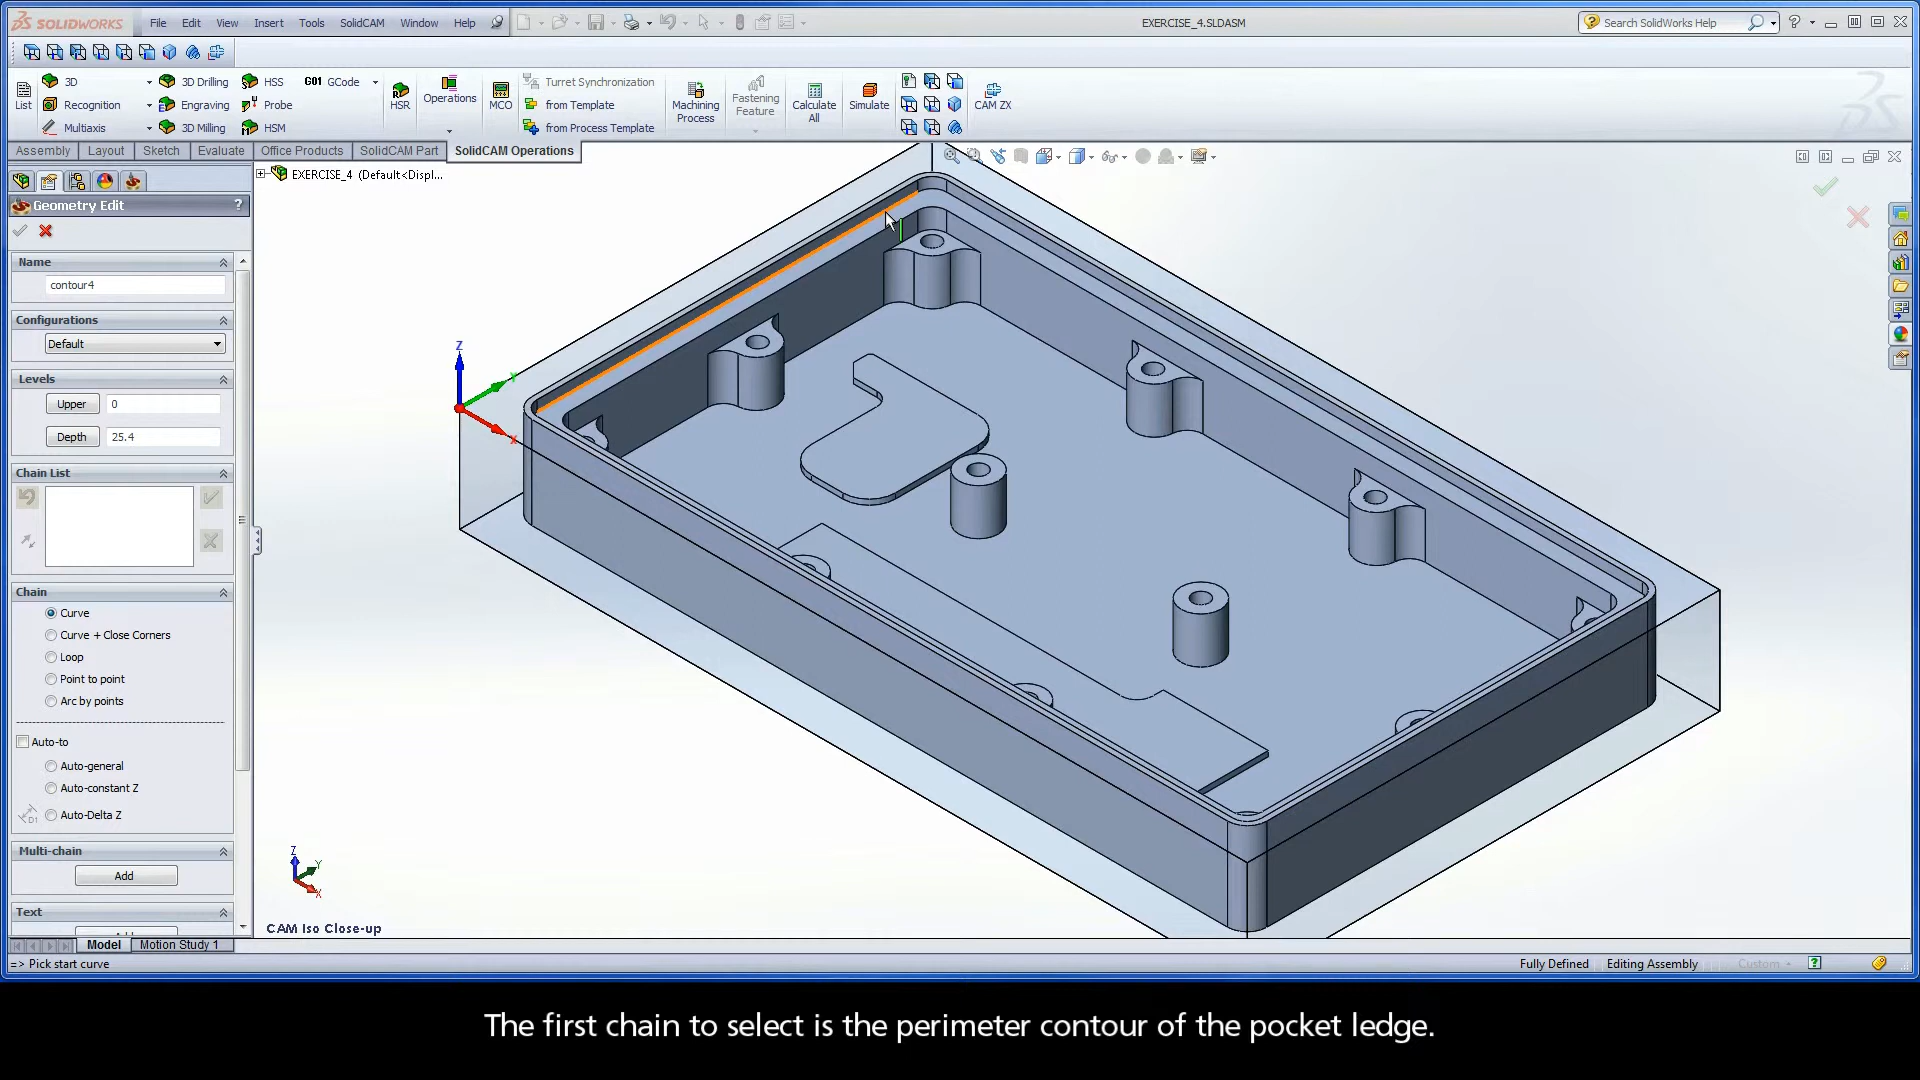 SOLIDWORKS
File Edit View Insert Tools SolidCAM Window Help
EXERCISE_4.SLDASM
Search SolidWorks Help
3D
3D Drilling
HSS
G01 GCode
Turret Synchronization
Recognition
Engraving
Probe
from Template
Multiaxis
3D Milling
HSM
from Process Template
List
HSR
Operations
MCO
Machining
Process
Fastening
Feature
Calculate
All
Simulate
CAM ZX
Assembly Layout Sketch Evaluate Office Products SolidCAM Part SolidCAM Operations
EXERCISE_4 (Default<Displ...
Geometry Edit ?
Name
contour4
Configurations
Default
Levels
Upper 0
Depth 25.4
Chain List
Chain
Curve
Curve + Close Corners
Loop
Point to point
Arc by points
Auto-to
Auto-general
Auto-constant Z
Auto-Delta Z
Multi-chain
Add
Text
Z
Y
X
Z
Y
X
CAM Iso Close-up
Model Motion Study 1
=> Pick start curve
Fully Defined Editing Assembly Custom
The first chain to select is the perimeter contour of the pocket ledge.